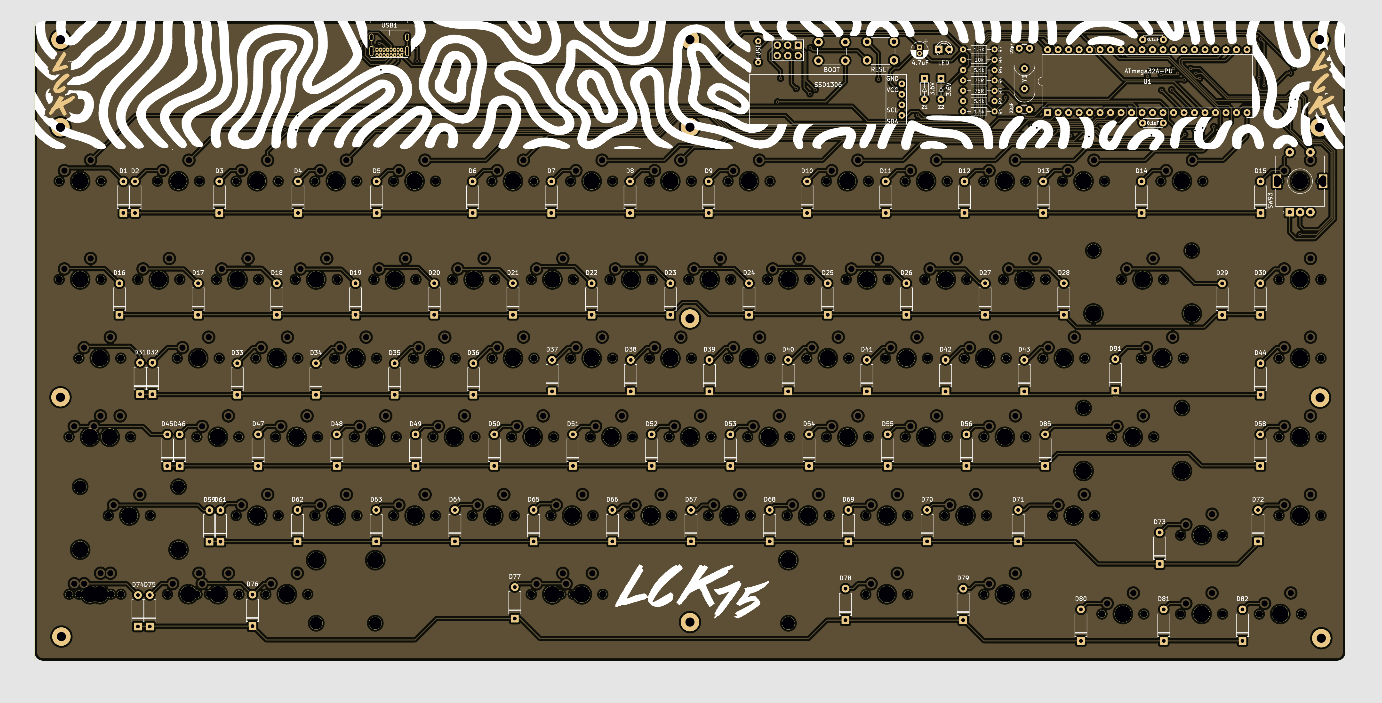 USB1
LCK
BOOT
RESET
4.7uF
LED
SSD1306
GND
VCC
SCL
SDA
ATmega32A-PU
U1
Y1
LCK
D1 D2 D3 D4 D5 D6 D7 D8 D9 D10 D11 D12 D13 D14 D15
SW53
D16 D17 D18 D19 D20 D21 D22 D23 D24 D25 D26 D27 D28 D29 D30
D31 D32 D33 D34 D35 D36 D37 D38 D39 D40 D41 D42 D43 D91 D44
D45 D46 D47 D48 D49 D50 D51 D52 D53 D54 D55 D56 D85 D58
D59 D61 D62 D63 D64 D65 D66 D67 D68 D69 D70 D71 D72
D73
D74 D75 D76 D77 D78 D79
D80 D81 D82
LCK75